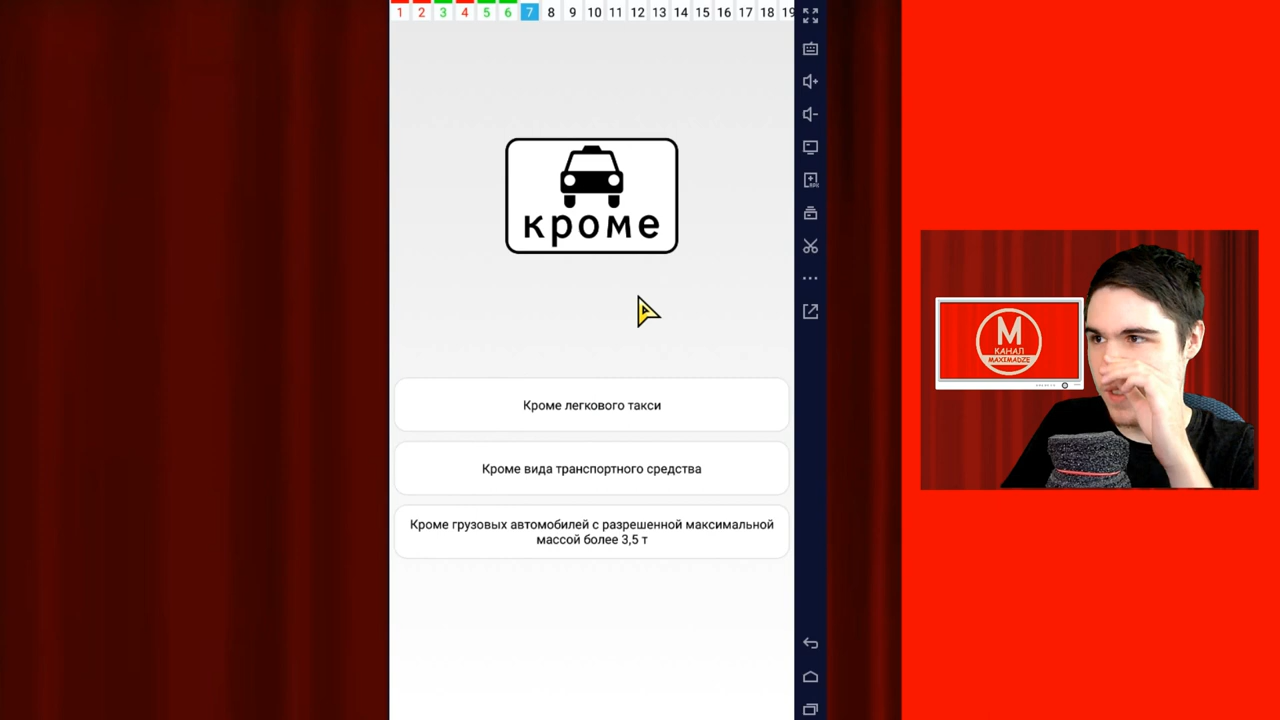 1 2 3 4 5 6 7 8 9 10 11 12 13 14 15 16 17 18 19
кроме
Кроме легкового такси
Кроме вида транспортного средства
Кроме грузовых автомобилей с разрешенной максимальной
массой более 3,5 т
М
КАНАЛ
MAXIMADZE